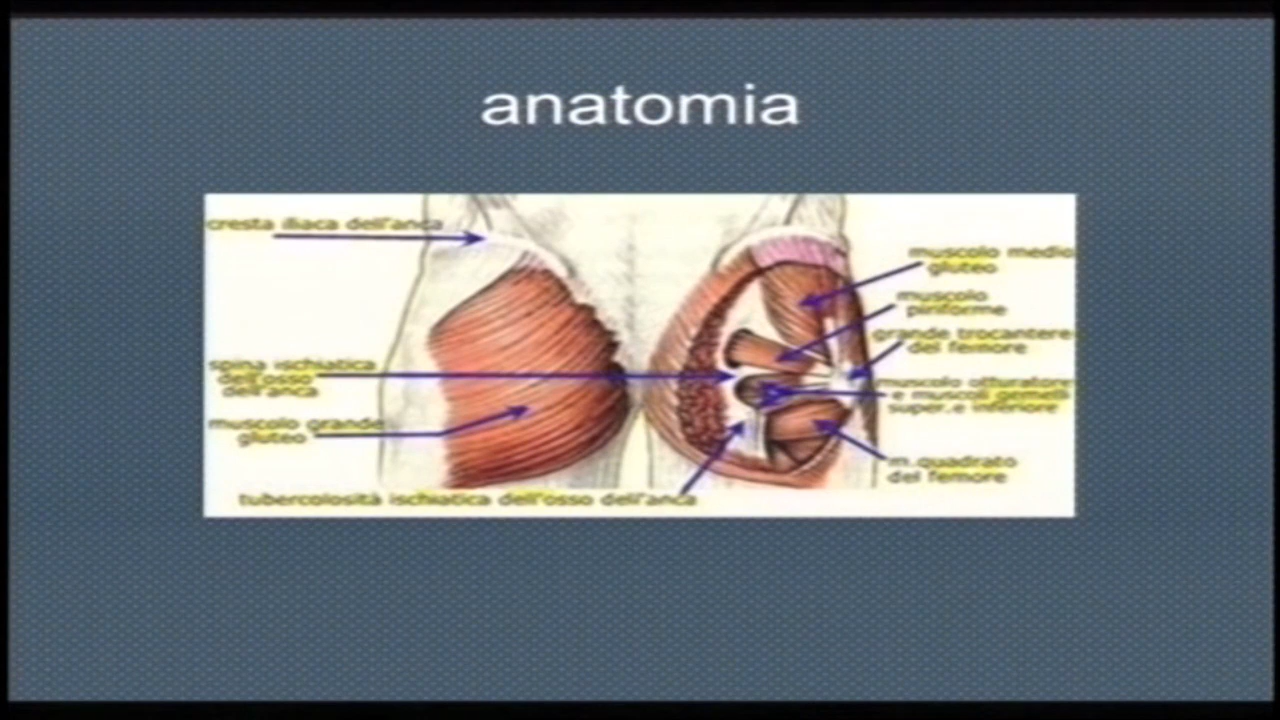 anatomia
cresta iliaca dell'anca
spina ischiatica
dell'osso
dell'anca
muscolo grande
gluteo
tubercolosità ischiatica dell'osso dell'anca
muscolo medio
gluteo
muscolo
piriforme
grande trocantere
del femore
muscolo otturatore
e muscoli gemelli
super. e inferiore
m.quadrato
del femore